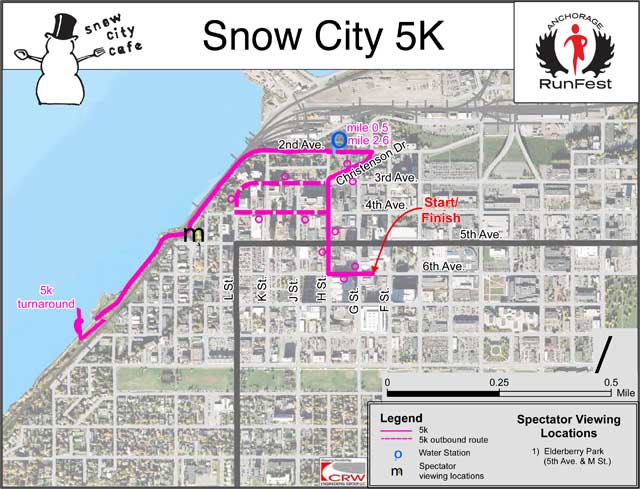 snow
city
cafe
Snow City 5K
ANCHORAGE
RunFest
mile 0.5
mile 2.6
2nd Ave.
Christenson Dr.
3rd Ave.
4th Ave.
Start/
Finish
5th Ave.
m
6th Ave.
5k
turnaround
L St.
K St.
J St.
H St.
G St.
F St.
0 0.25 0.5
Mile
Legend
5k
5k outbound route
Water Station
m Spectator
viewing locations
Spectator Viewing
Locations
1) Elderberry Park
(5th Ave. & M St.)
CRW
ENGINEERING GROUP, LLC